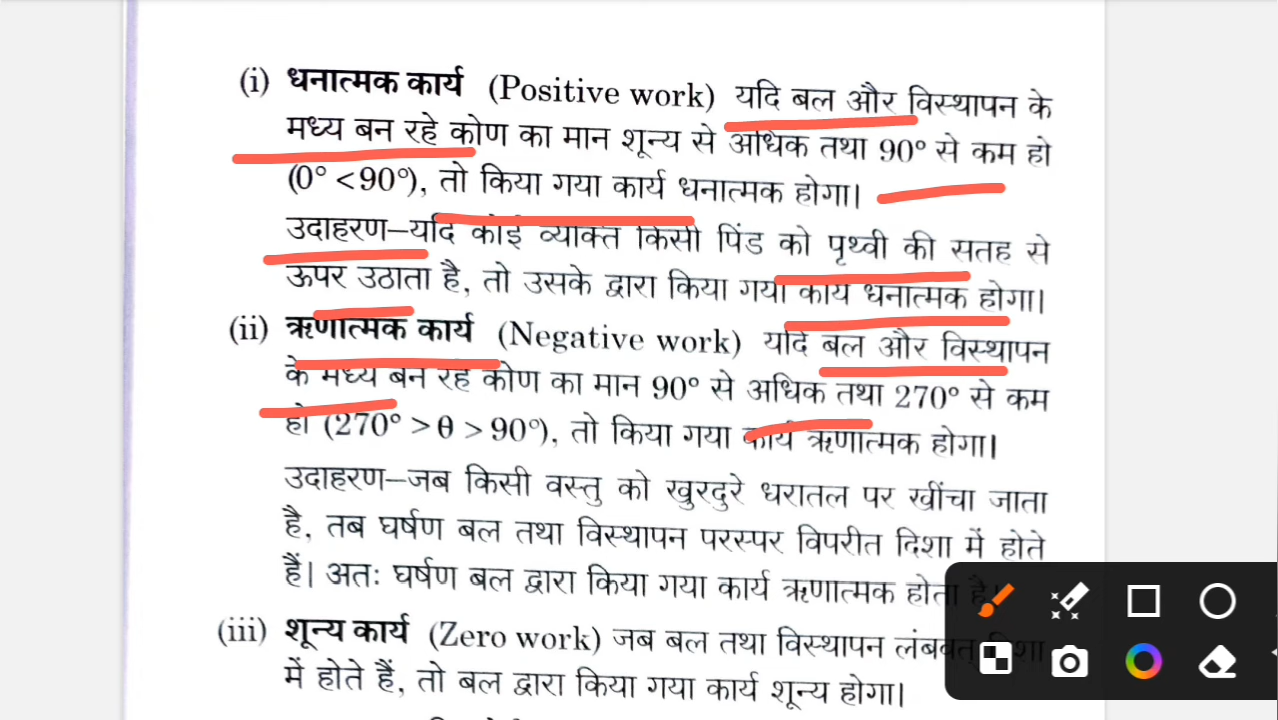 (i) धनात्मक कार्य (Positive work) यदि बल और विस्थापन के
मध्य बन रहे कोण का मान शून्य से अधिक तथा 90° से कम हो
(0° <90°), तो किया गया कार्य धनात्मक होगा।
उदाहरण–यदि कोई व्यक्ति किसी पिंड को पृथ्वी की सतह से
ऊपर उठाता है, तो उसके द्वारा किया गया कार्य धनात्मक होगा।
(ii) ऋणात्मक कार्य (Negative work) यदि बल और विस्थापन
के मध्य बन रहे कोण का मान 90° से अधिक तथा 270° से कम
हो (270° >θ >90°), तो किया गया कार्य ऋणात्मक होगा।
उदाहरण–जब किसी वस्तु को खुरदुरे धरातल पर खींचा जाता
है, तब घर्षण बल तथा विस्थापन परस्पर विपरीत दिशा में होते
हैं। अतः घर्षण बल द्वारा किया गया कार्य ऋणात्मक होता है।
(iii) शून्य कार्य (Zero work) जब बल तथा विस्थापन लंबवत् दिशा
में होते हैं, तो बल द्वारा किया गया कार्य शून्य होगा।